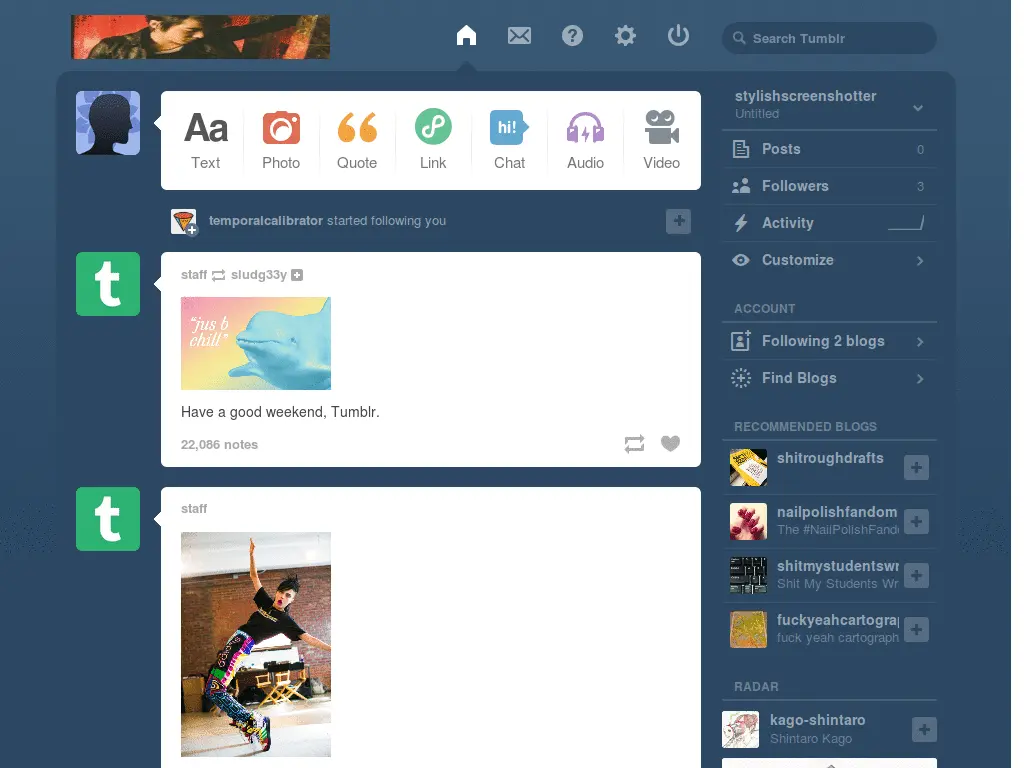 Search Tumblr
Aa
Text
Photo
Quote
Link
hi!
Chat
Audio
Video
temporalcalibrator started following you
t
staff sludg33y
"jus b
chill"
Have a good weekend, Tumblr.
22,086 notes
t
staff
stylishscreenshotter
Untitled
Posts 0
Followers 3
Activity
Customize
ACCOUNT
Following 2 blogs
Find Blogs
RECOMMENDED BLOGS
shitroughdrafts
nailpolishfandom
The #NailPolishFand
shitmystudentswr
Shit My Students Wr
fuckyeahcartogra
fuck yeah cartograph
RADAR
kago-shintaro
Shintaro Kago